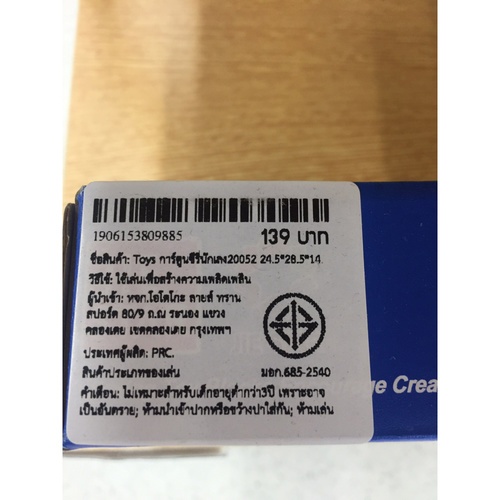 1906153809885 139 บาท
ชื่อสินค้า: Toys การ์ตูนซีรีนักเลง20052 24.5*28.5*14
วิธีใช้: ใช้เล่นเพื่อสร้างความเพลิดเพลิน
ผู้นำเข้า: หจก.โอโตโกะ ลายส์ ทราน
สปอร์ต 80/9 ถ.ณ ระนอง แขวง
คลองเตย เขตคลองเตย กรุงเทพฯ
ประเทศผู้ผลิต: PRC.
สินค้าประเภทของเล่น มอก.685-2540
คำเตือน: ไม่เหมาะสำหรับเด็กอายุต่ำกว่า3ปี เพราะอาจ
เป็นอันตราย; ห้ามนำเข้าปากหรือขว้างปาใส่กัน; ห้ามเล่น
Crea